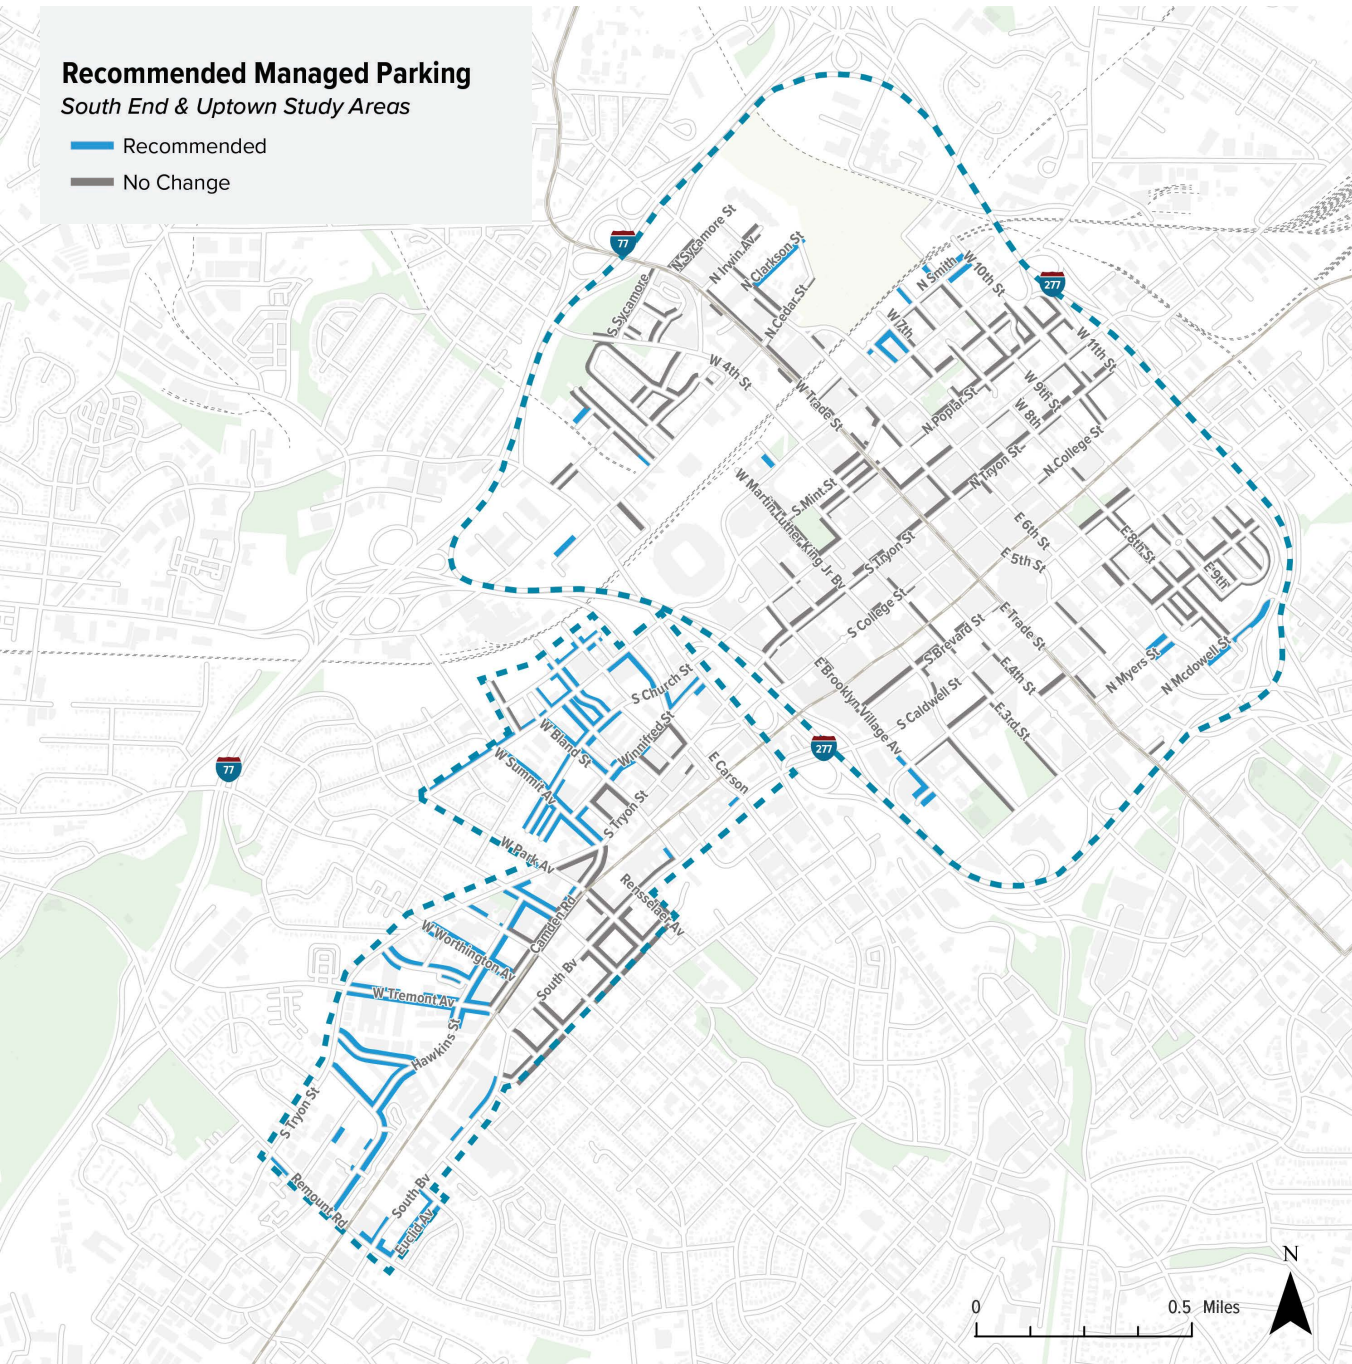 Recommended Managed Parking
South End & Uptown Study Areas
Recommended
No Change
77
277
N Sycamore St
N Irwin Av
N Clarkson St
S Sycamore
N Cedar St
N Smith
W 10th St
W 7th
W 11th St
W 4th St
W Trade St
W 9th St
W 8th
N Poplar St
N College St
N Tryon St
S Mint St
W Martin Luther King Jr Bv
E 6th St
E 5th St
E 8th St
E 9th
S Tryon St
S College St
E Trade St
S Brevard St
E 4th St
N Myers St
N Mcdowell St
E Brooklyn Village Av
S Caldwell St
E 3rd St
S Church St
Winnifred St
W Bland St
W Summit Av
E Carson
277
77
S Tryon St
W Park Av
Rensselaer Av
Camden Rd
W Worthington Av
South Bv
W Tremont Av
Hawkins St
S Tryon St
Remount Rd
South Bv
Euclid Av
N
0 0.5 Miles